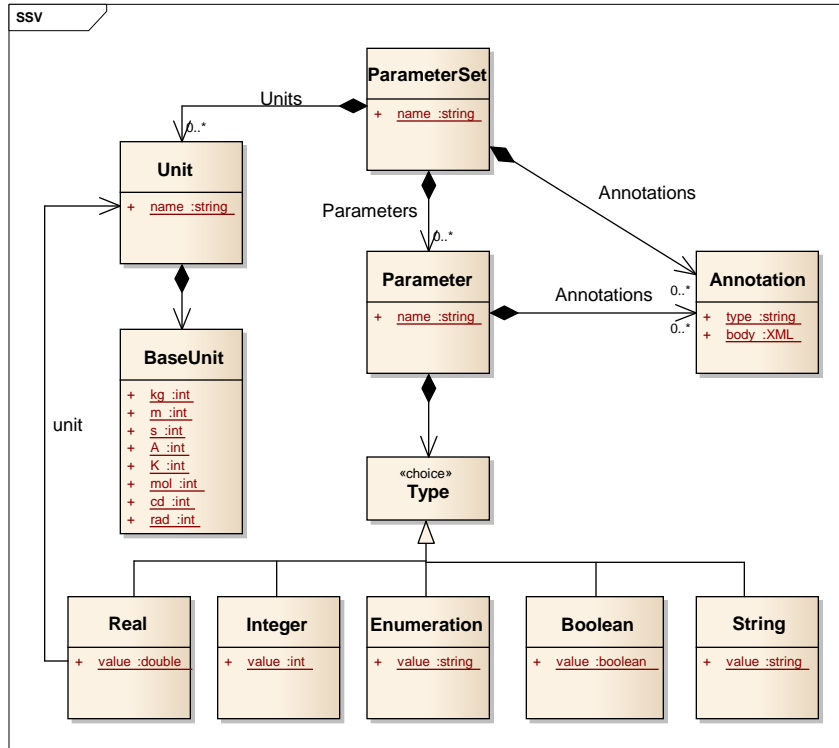 SSV
ParameterSet
+ name :string
Units
0..*
Unit
+ name :string
Annotations
0..*
Parameters
0..*
Parameter
+ name :string
Annotations
0..*
Annotation
+ type :string
+ body :XML
BaseUnit
+ kg :int
+ m :int
+ s :int
+ A :int
+ K :int
+ mol :int
+ cd :int
+ rad :int
unit
«choice»
Type
Real
+ value :double
Integer
+ value :int
Enumeration
+ value :string
Boolean
+ value :boolean
String
+ value :string